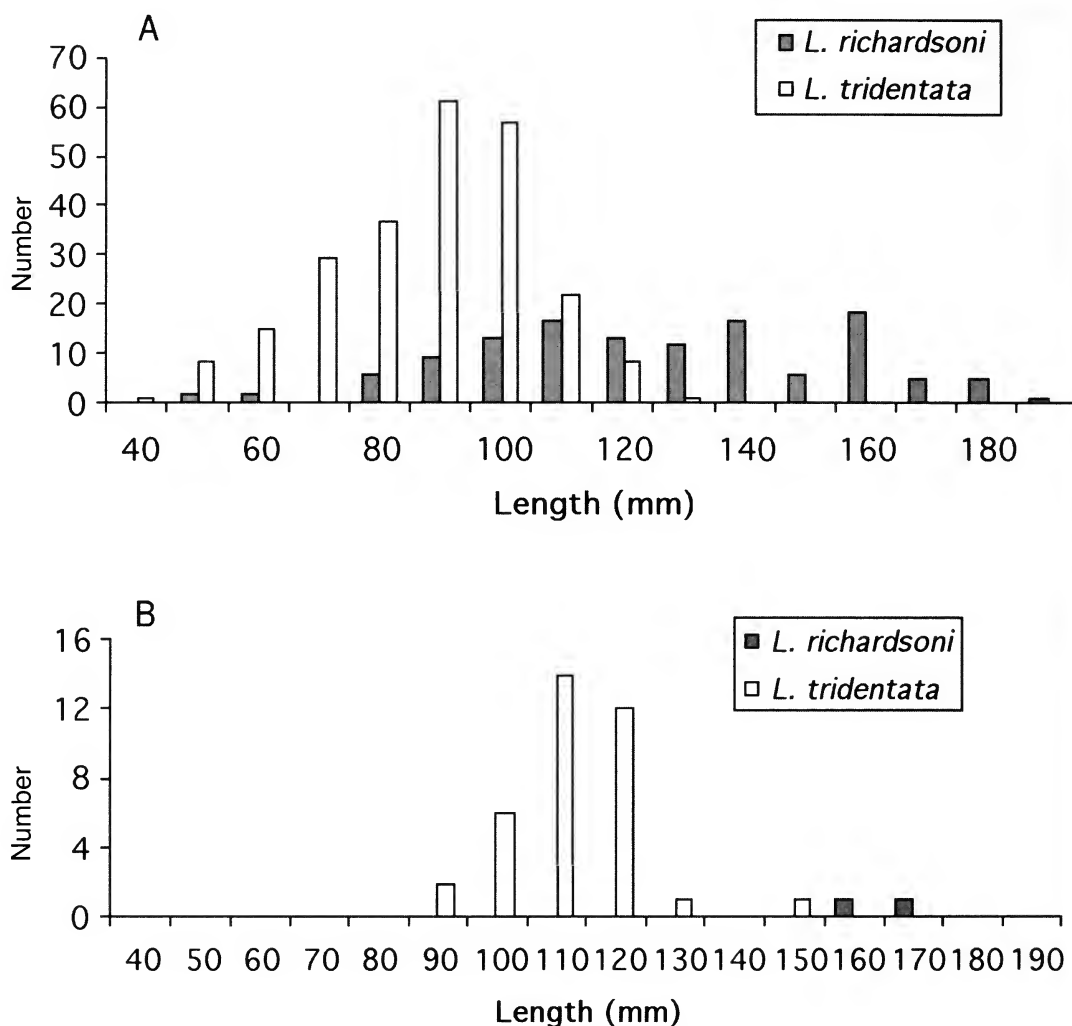 A
L. richardsoni
L. tridentata
70
60
50
40
30
20
10
0
Number
40 60 80 100 120 140 160 180
Length (mm)
B
L. richardsoni
L. tridentata
16
12
8
4
0
Number
40 50 60 70 80 90 100 110 120 130 140 150 160 170 180 190
Length (mm)